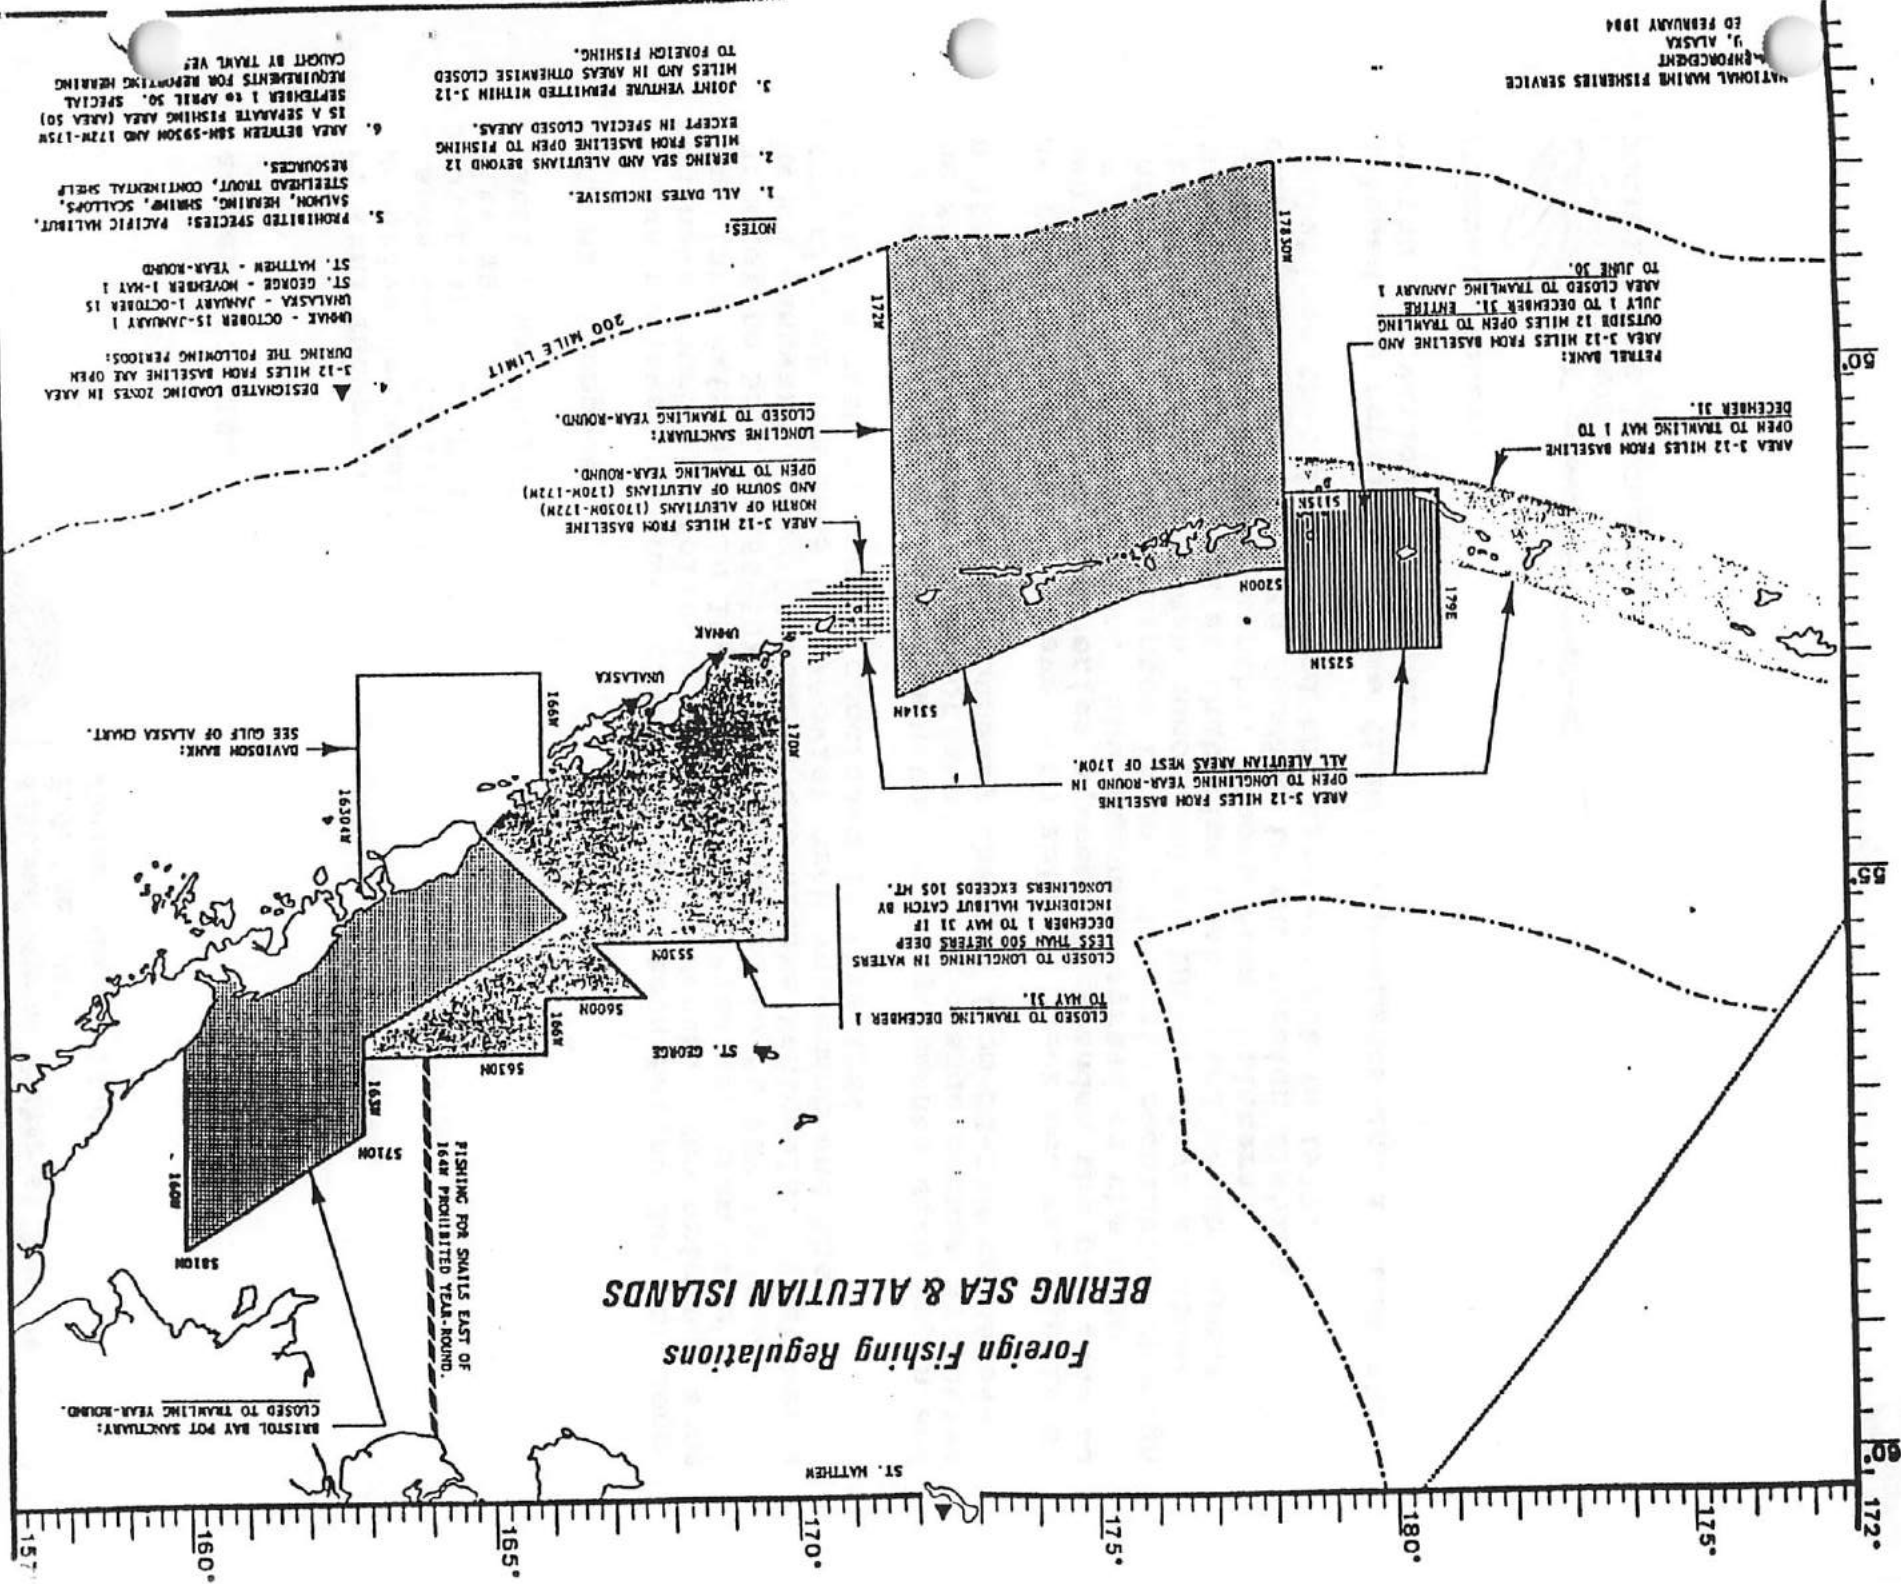 Foreign Fishing Regulations
BERING SEA & ALEUTIAN ISLANDS
172°
175°
180°
175°
170°
165°
160°
157°
60°
55°
50°
ST. MATTHEW
BRISTOL BAY POT SANCTUARY:
CLOSED TO TRAWLING YEAR-ROUND.
FISHING FOR SNAILS EAST OF
164W PROHIBITED YEAR-ROUND.
5810N
160W
5710N
163W
ST. GEORGE
5630N
166W
5600N
5530N
CLOSED TO TRAWLING DECEMBER 1
TO MAY 31.
CLOSED TO LONGLINING IN WATERS
LESS THAN 500 METERS DEEP
DECEMBER 1 TO MAY 31 IF
INCIDENTAL HALIBUT CATCH BY
LONGLINERS EXCEEDS 105 MT.
AREA 3-12 MILES FROM BASELINE
OPEN TO LONGLINING YEAR-ROUND IN
ALL ALEUTIAN AREAS WEST OF 170W.
16304W
DAVIDSON BANK:
SEE GULF OF ALASKA CHART.
170W
166W
5314N
UNALASKA
UMNAK
5251N
179E
5200N
5115N
AREA 3-12 MILES FROM BASELINE
NORTH OF ALEUTIANS (17030W-172W)
AND SOUTH OF ALEUTIANS (170W-172W)
OPEN TO TRAWLING YEAR-ROUND.
LONGLINE SANCTUARY:
CLOSED TO TRAWLING YEAR-ROUND.
AREA 3-12 MILES FROM BASELINE
OPEN TO TRAWLING MAY 1 TO
DECEMBER 31.
PETREL BANK:
AREA 3-12 MILES FROM BASELINE AND
OUTSIDE 12 MILES OPEN TO TRAWLING
JULY 1 TO DECEMBER 31. ENTIRE
AREA CLOSED TO TRAWLING JANUARY 1
TO JUNE 30.
172W
17830W
200 MILE LIMIT
NOTES:
1. ALL DATES INCLUSIVE.
2. BERING SEA AND ALEUTIANS BEYOND 12
MILES FROM BASELINE OPEN TO FISHING
EXCEPT IN SPECIAL CLOSED AREAS.
3. JOINT VENTURE PERMITTED WITHIN 3-12
MILES AND IN AREAS OTHERWISE CLOSED
TO FOREIGN FISHING.
4. DESIGNATED LOADING ZONES IN AREA
3-12 MILES FROM BASELINE ARE OPEN
DURING THE FOLLOWING PERIODS:
UMNAK - OCTOBER 15-JANUARY 1
UNALASKA - JANUARY 1-OCTOBER 15
ST. GEORGE - NOVEMBER 1-MAY 1
ST. MATTHEW - YEAR-ROUND
5. PROHIBITED SPECIES: PACIFIC HALIBUT,
SALMON, HERRING, SHRIMP, SCALLOPS,
STEELHEAD TROUT, CONTINENTAL SHELF
RESOURCES.
6. AREA BETWEEN 58N-5930N AND 172W-175W
IS A SEPARATE FISHING AREA (AREA 50)
SEPTEMBER 1 to APRIL 30. SPECIAL
REQUIREMENTS FOR REPORTING HERRING
CAUGHT BY TRAWL
NATIONAL MARINE FISHERIES SERVICE
ENFORCEMENT
ALASKA
FEBRUARY 1984